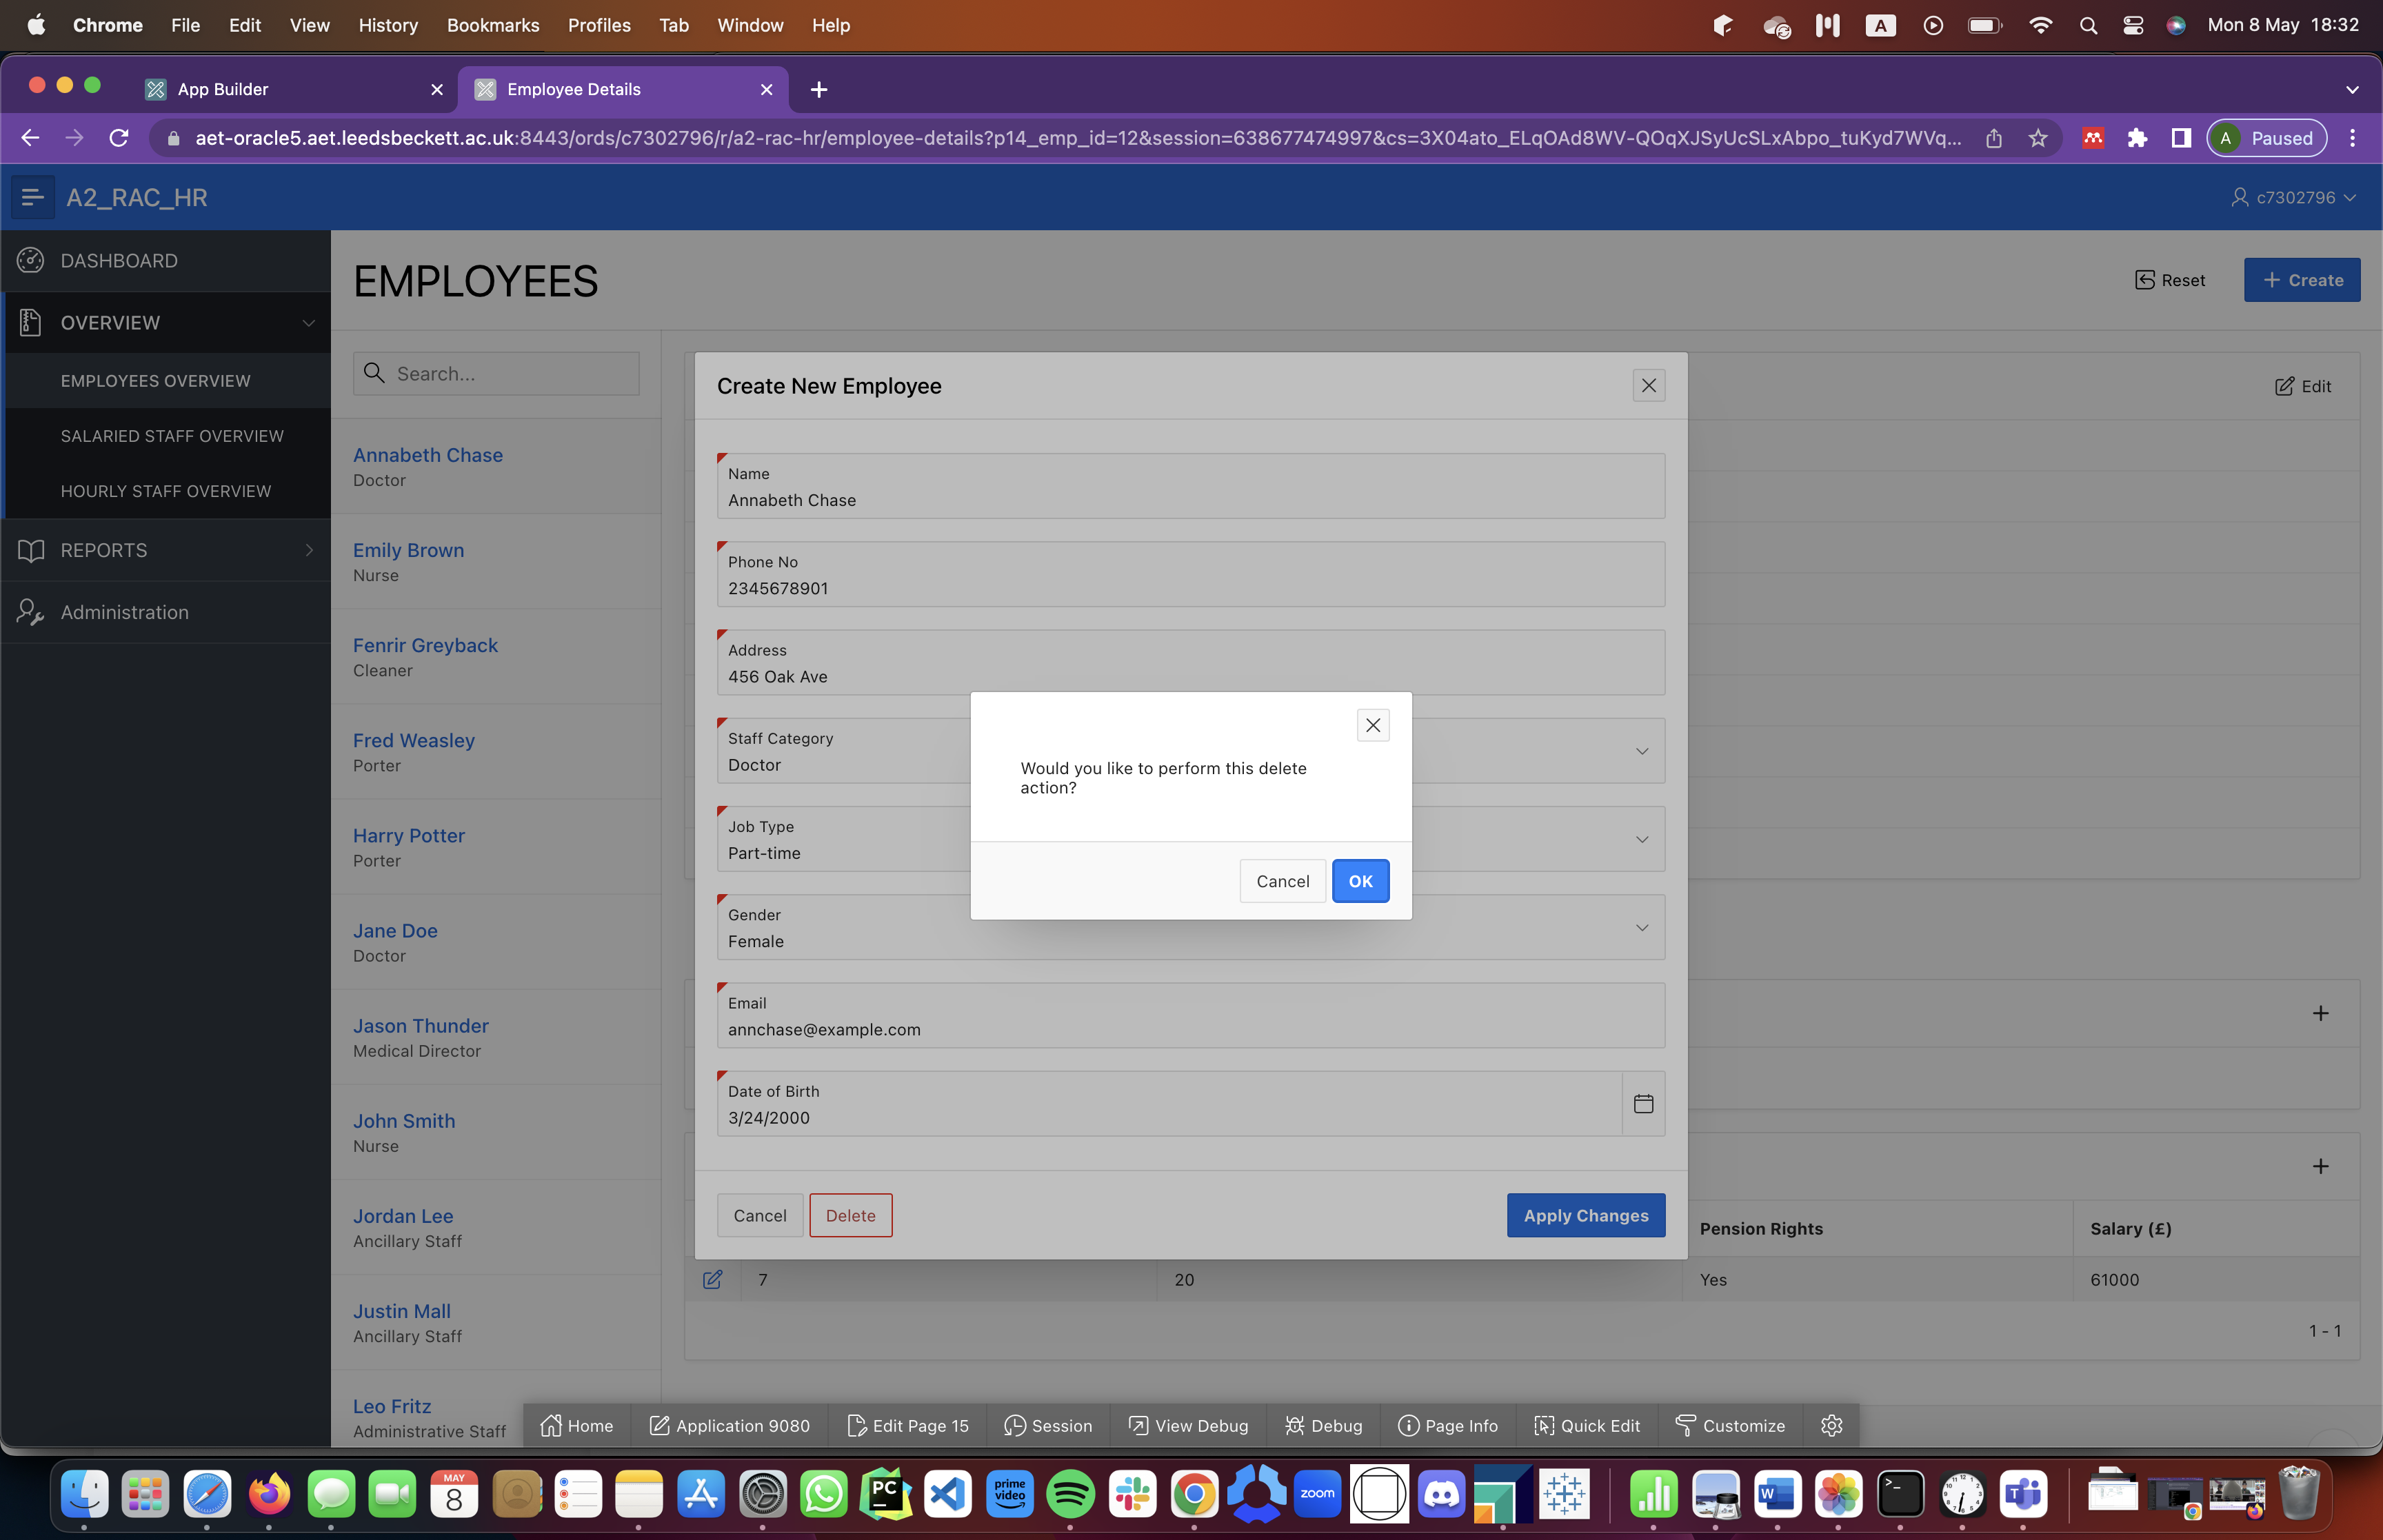 Chrome File Edit View History Bookmarks Profiles Tab Window Help
A
Mon 8 May 18:32
App Builder
Employee Details
aet-oracle5.aet.leedsbeckett.ac.uk:8443/ords/c7302796/r/a2-rac-hr/employee-details?p14_emp_id=12&session=638677474997&cs=3X04ato_ELqOAd8WV-QOqXJSyUcSLxAbpo_tuKyd7WVq...
A Paused
A2_RAC_HR
c7302796
DASHBOARD
OVERVIEW
EMPLOYEES OVERVIEW
SALARIED STAFF OVERVIEW
HOURLY STAFF OVERVIEW
REPORTS
Administration
EMPLOYEES
Reset
Create
Search...
Annabeth Chase
Doctor
Emily Brown
Nurse
Fenrir Greyback
Cleaner
Fred Weasley
Porter
Harry Potter
Porter
Jane Doe
Doctor
Jason Thunder
Medical Director
John Smith
Nurse
Jordan Lee
Ancillary Staff
Justin Mall
Ancillary Staff
Leo Fritz
Administrative Staff
Edit
Create New Employee
Name
Annabeth Chase
Phone No
2345678901
Address
456 Oak Ave
Staff Category
Doctor
Job Type
Part-time
Gender
Female
Email
annchase@example.com
Date of Birth
3/24/2000
Cancel
Delete
Apply Changes
Would you like to perform this delete
action?
Cancel
OK
Pension Rights
Salary (£)
7
20
Yes
61000
1 - 1
Home
Application 9080
Edit Page 15
Session
View Debug
Debug
Page Info
Quick Edit
Customize
MAY
8
PC
prime video
zoom
W